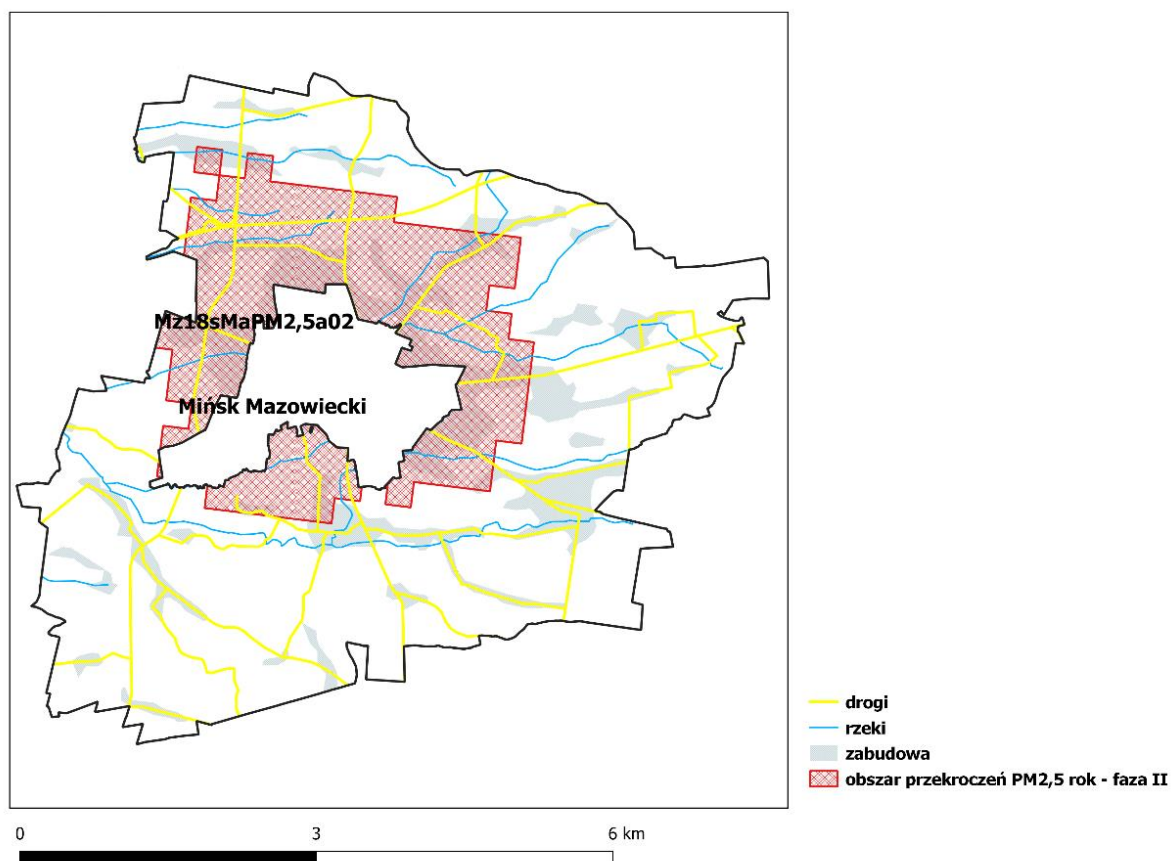 Mz18sMaPM2,5a02
Mińsk Mazowiecki
drogi
rzeki
zabudowa
obszar przekroczeń PM2,5 rok - faza II
0 3 6 km